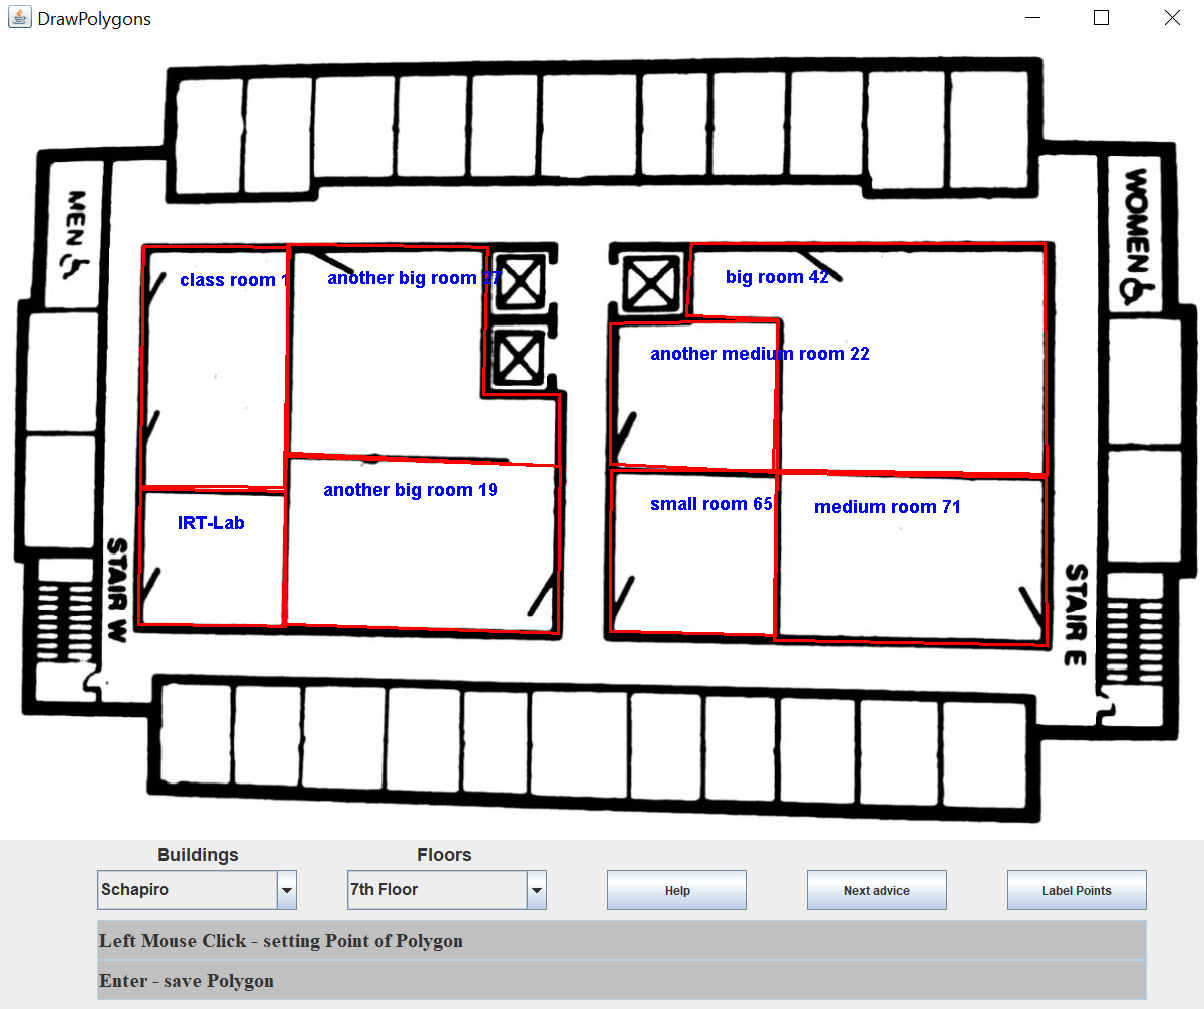 DrawPolygons
MEN
WOMEN
class room 1
another big room 27
big room 42
another medium room 22
another big room 19
small room 65
medium room 71
IRT-Lab
STAIR W
STAIR E
Buildings
Floors
Schapiro
7th Floor
Help
Next advice
Label Points
Left Mouse Click - setting Point of Polygon
Enter - save Polygon